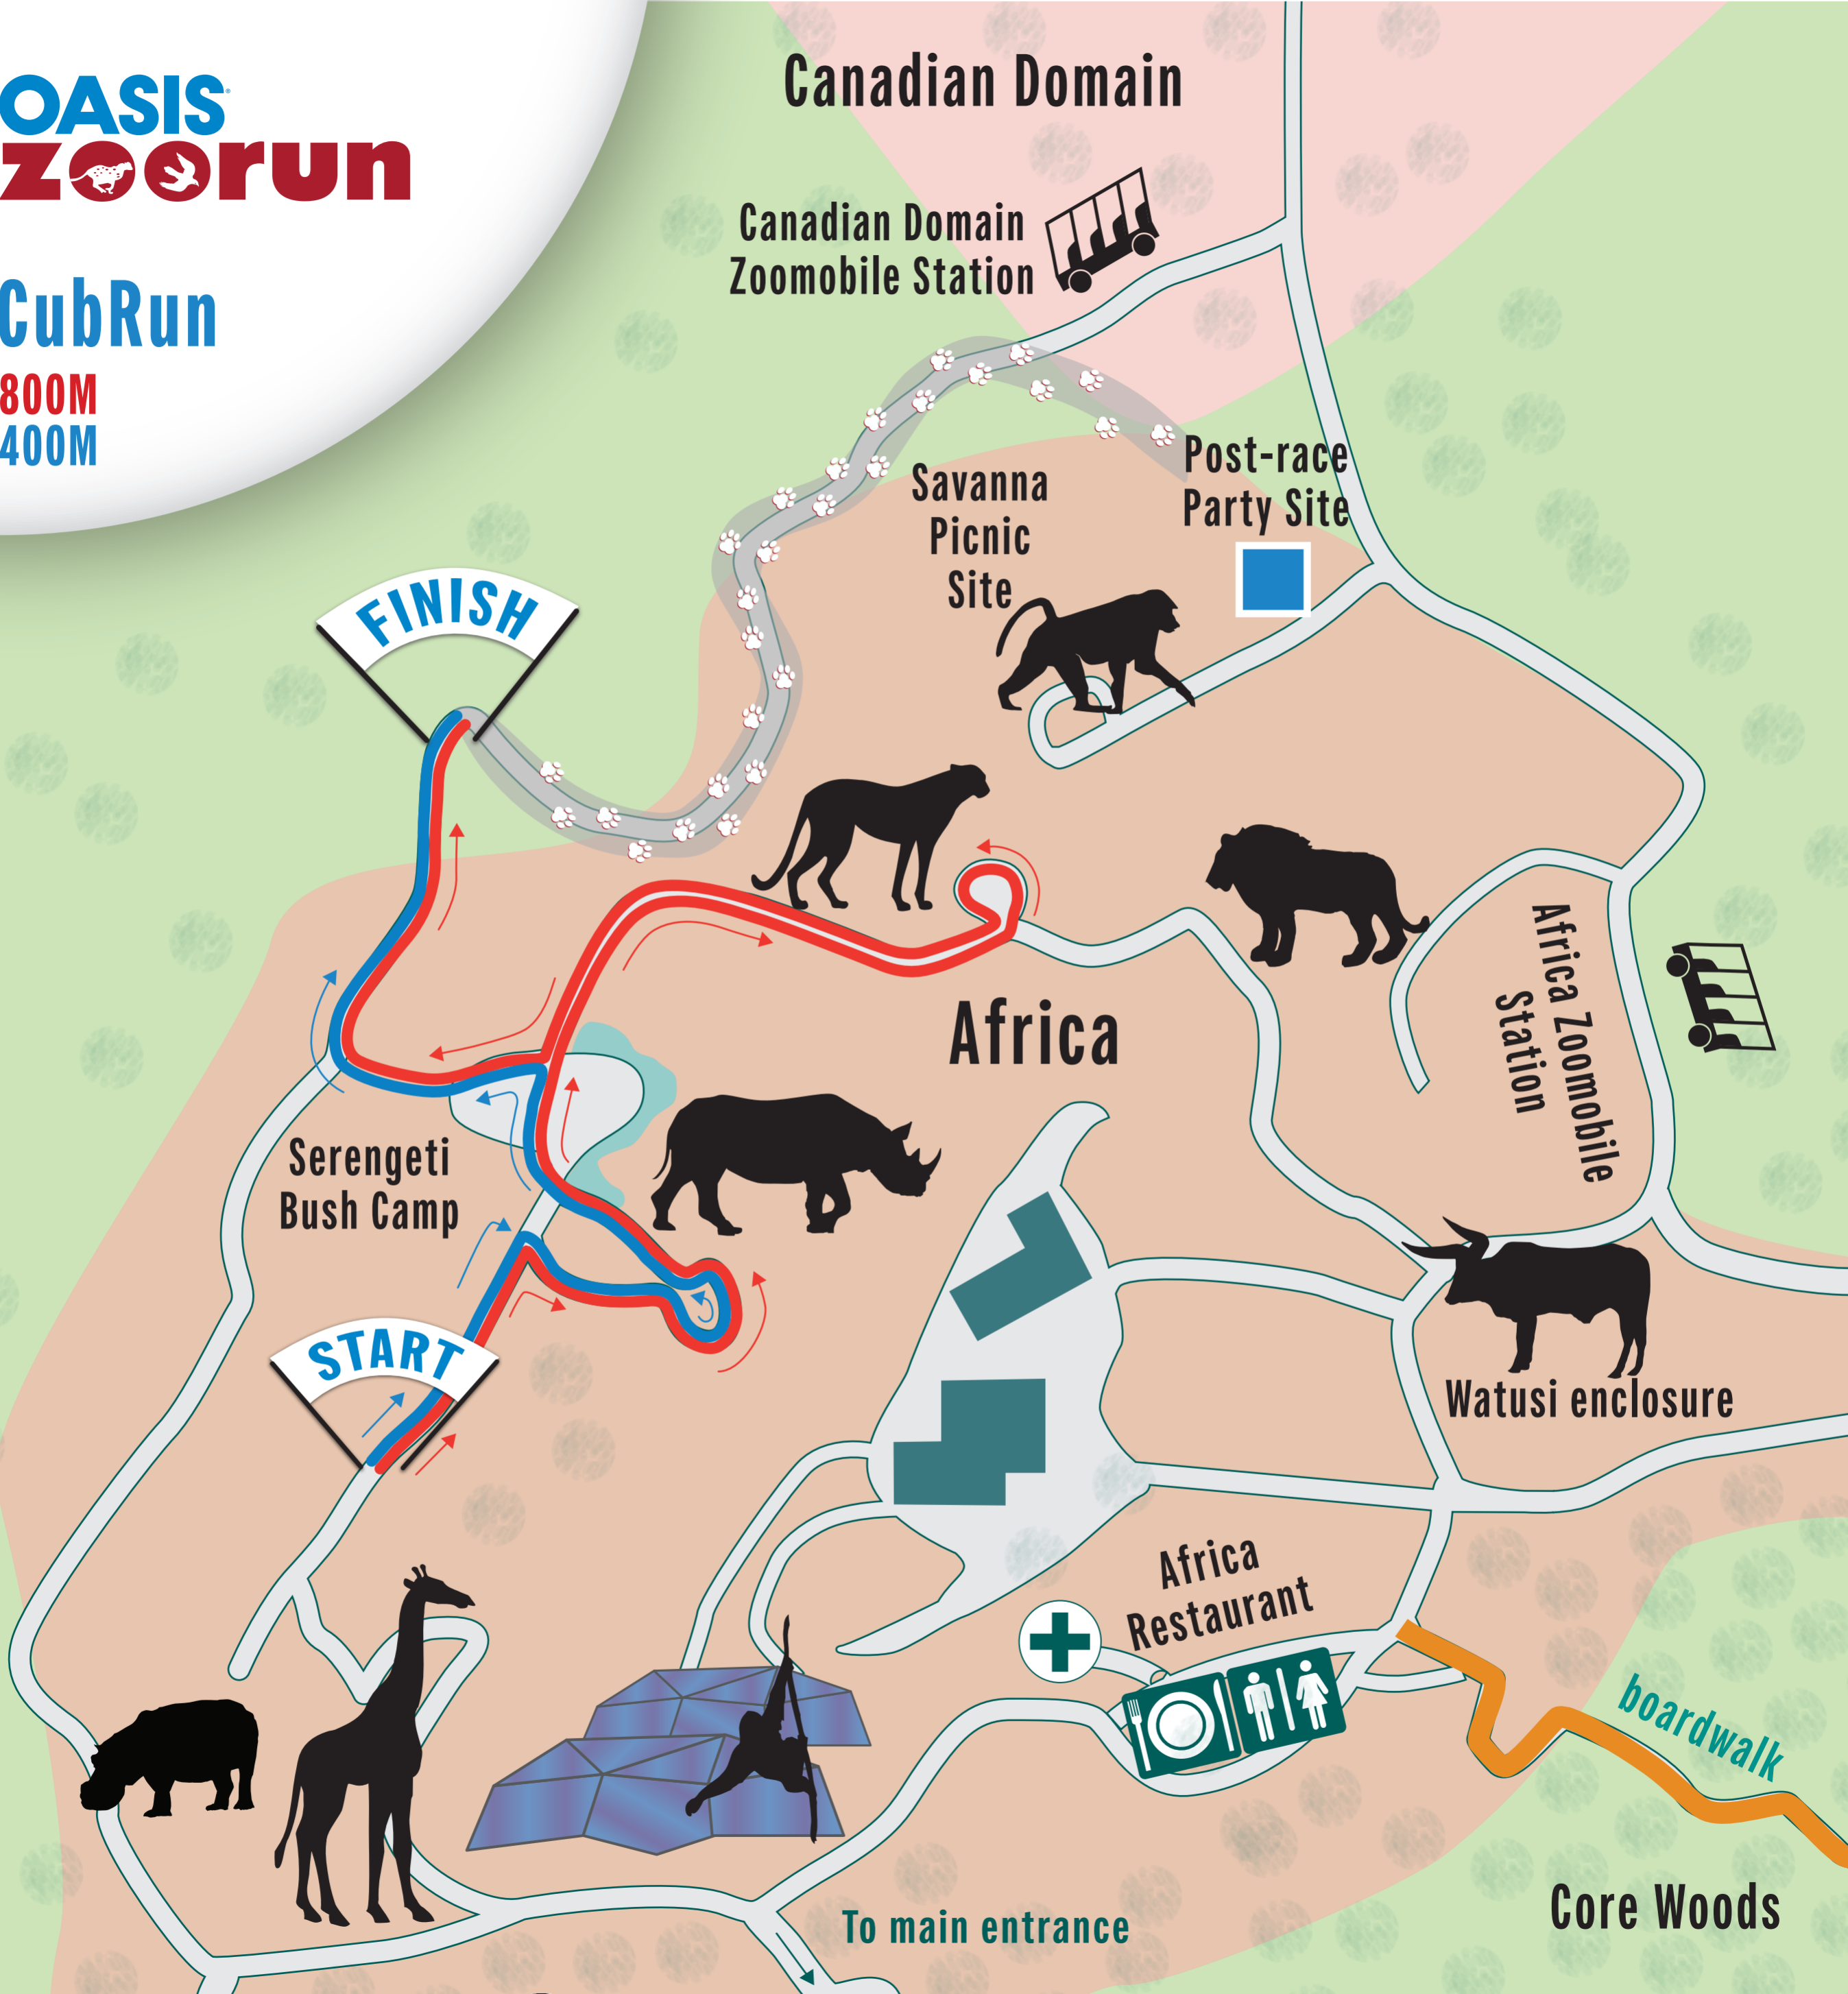 OASIS
zoorun
CubRun
800M
400M
Canadian Domain
Canadian Domain
Zoomobile Station
Post-race
Party Site
Savanna
Picnic
Site
FINISH
Africa
Africa Zoomobile
Station
Serengeti
Bush Camp
START
Watusi enclosure
Africa
Restaurant
boardwalk
Core Woods
To main entrance